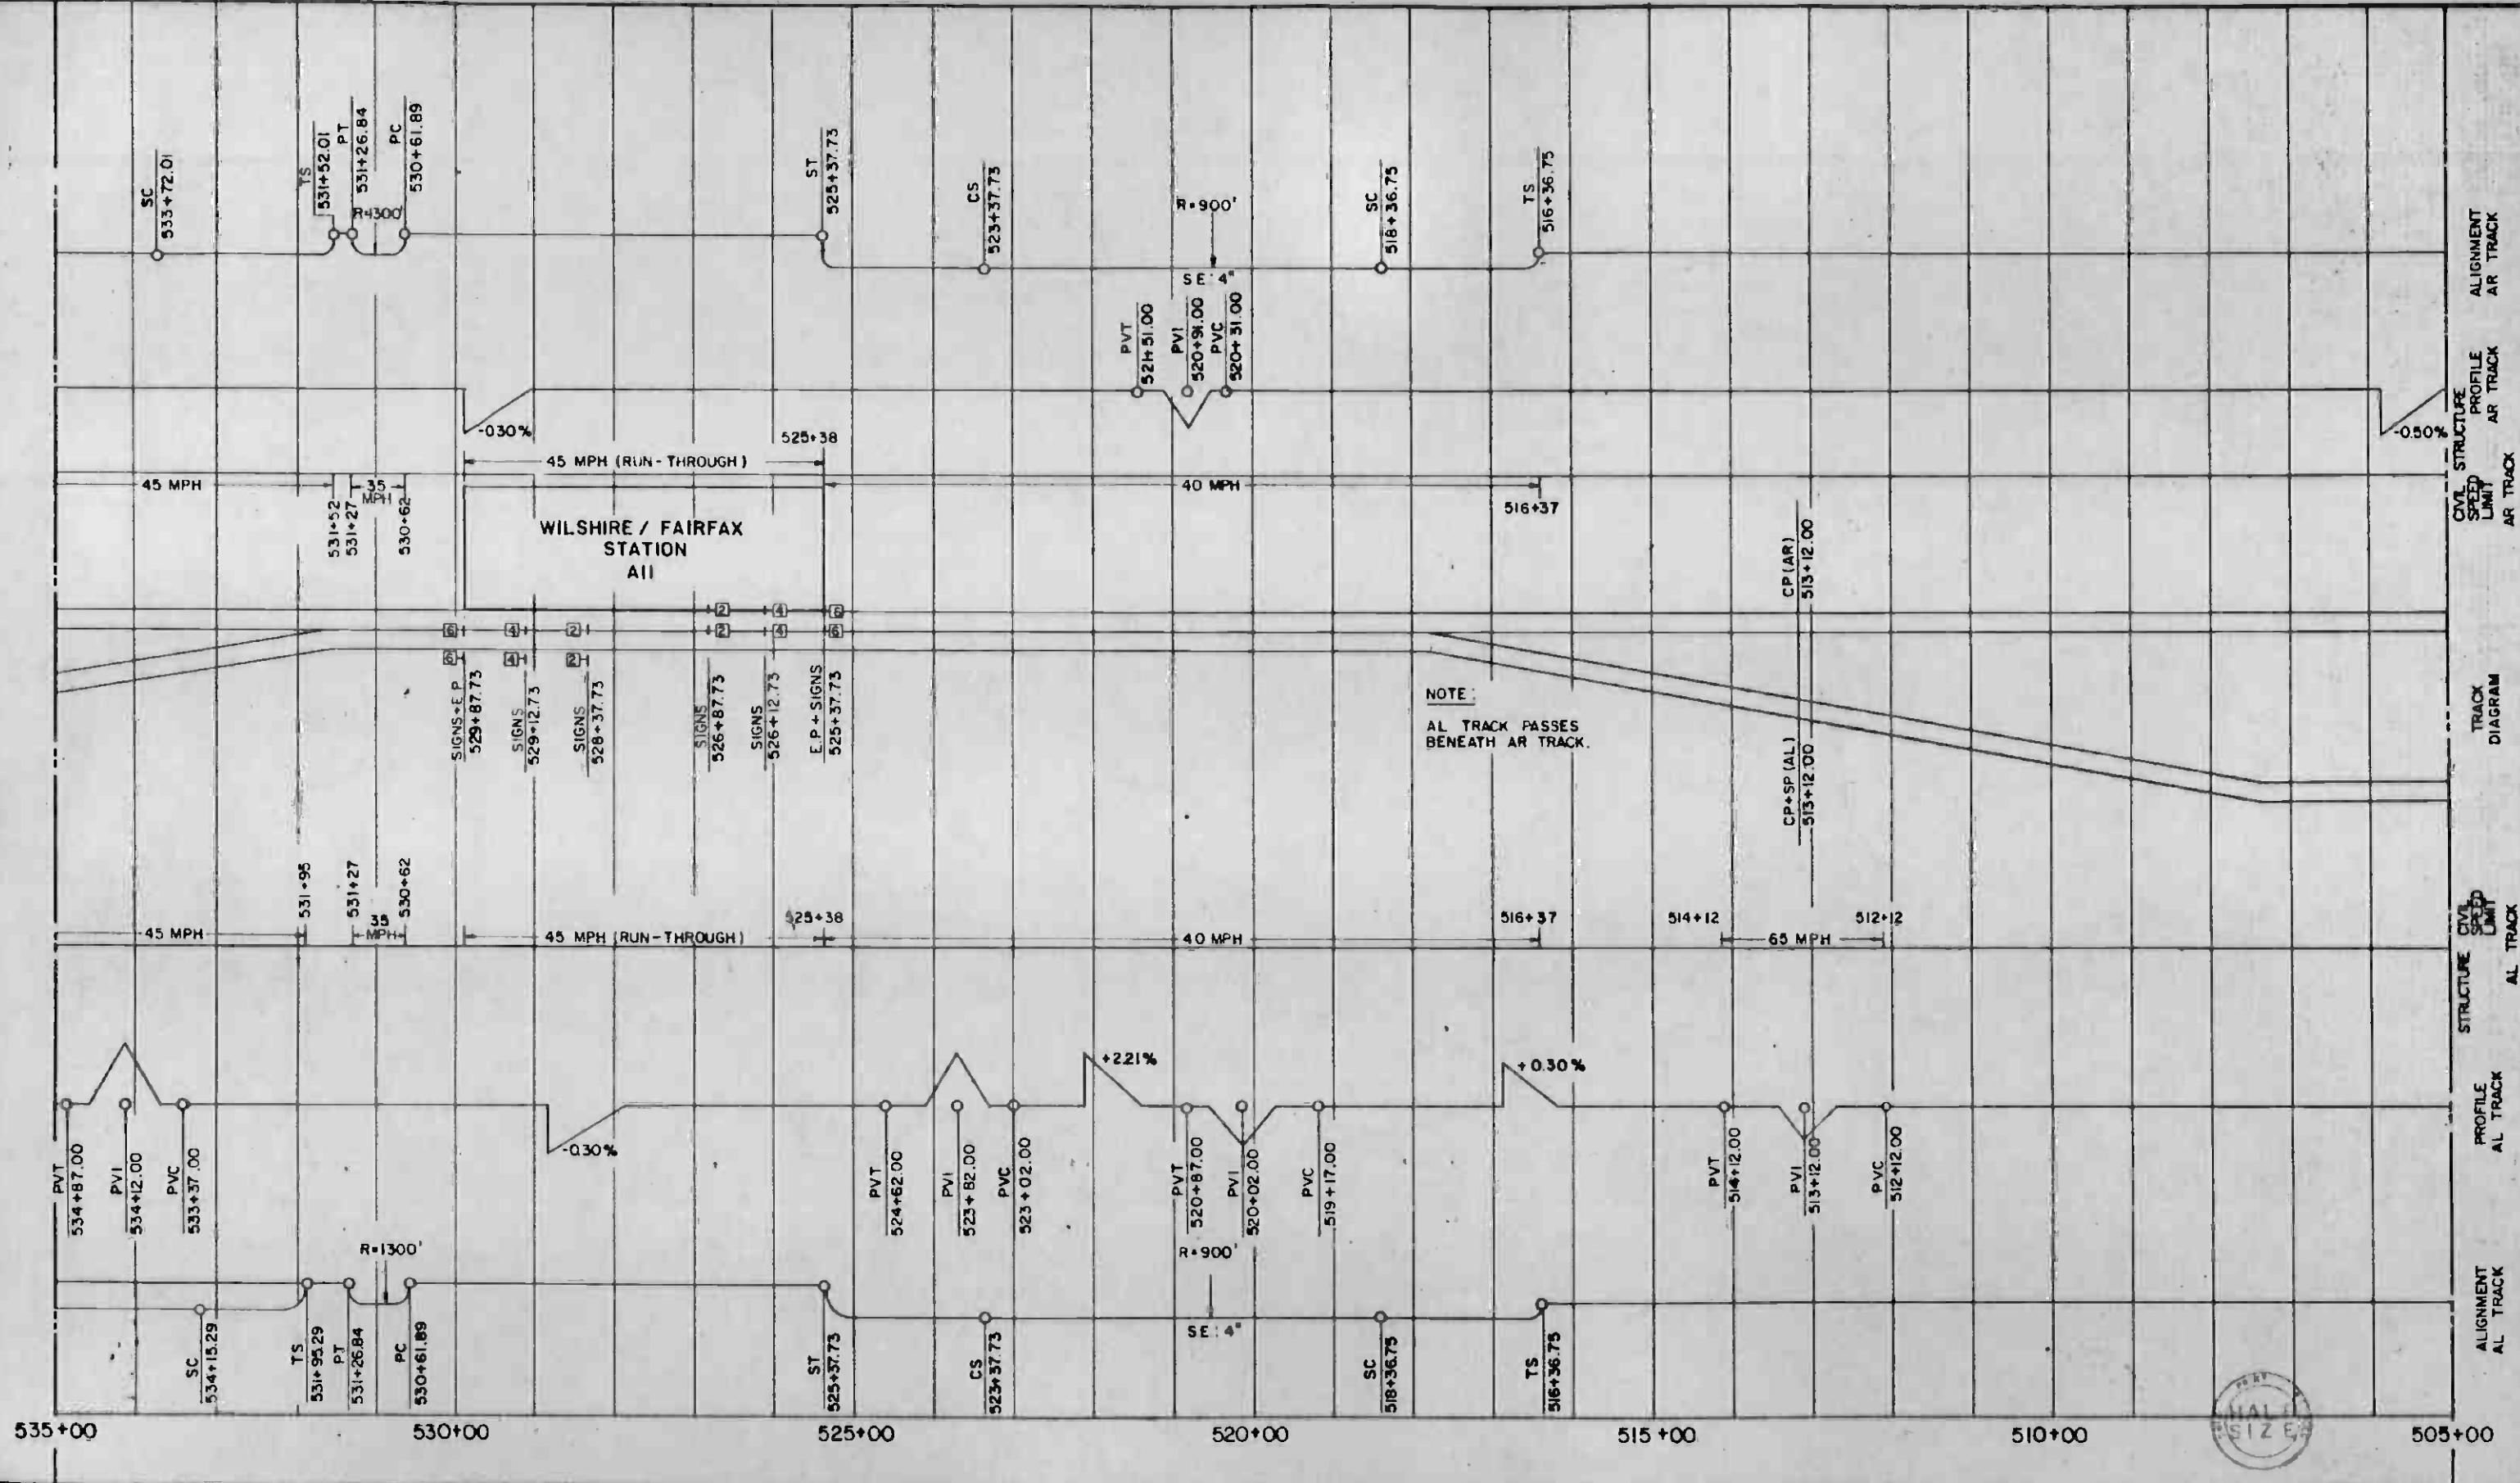 SC
533+72.01
TS
531+52.01
PT
531+26.84
PC
530+61.89
R=1300'
ST
525+37.73
CS
523+37.73
R=900'
SE : 4"
SC
518+36.75
TS
516+36.75
ALIGNMENT
AR TRACK
PVT
521+51.00
PVI
520+91.00
PVC
520+31.00
-0.30%
-0.50%
PROFILE
AR TRACK
STRUCTURE
45 MPH
531+52
531+27
35
MPH
530+62
45 MPH (RUN-THROUGH)
525+38
40 MPH
516+37
CIVIL
SPEED
LIMIT
AR TRACK
WILSHIRE / FAIRFAX
STATION
A11
CP (AR)
513+12.00
2 4 6
6 4 2 2 4 6
6 4 2
SIGNS+E.P.
529+87.73
SIGNS
529+12.73
SIGNS
528+37.73
SIGNS
526+87.73
SIGNS
526+12.73
E.P.+ SIGNS
525+37.73
NOTE:
AL TRACK PASSES
BENEATH AR TRACK.
CP+SP (AL)
513+12.00
TRACK
DIAGRAM
45 MPH
531+95
531+27
35
MPH
530+62
45 MPH (RUN-THROUGH)
525+38
40 MPH
516+37
514+12
65 MPH
512+12
CIVIL
SPEED
LIMIT
AL TRACK
STRUCTURE
PVT
534+87.00
PVI
534+12.00
PVC
533+37.00
-0.30%
PVT
524+62.00
PVI
523+82.00
PVC
523+02.00
+2.21%
PVT
520+87.00
PVI
520+02.00
PVC
519+17.00
+0.30%
PVT
514+12.00
PVI
513+12.00
PVC
512+12.00
PROFILE
AL TRACK
SC
534+15.29
TS
531+95.29
PT
531+26.84
R=1300'
PC
530+61.89
ST
525+37.73
CS
523+37.73
R=900'
SE : 4"
SC
518+36.75
TS
516+36.75
ALIGNMENT
AL TRACK
HALF
SIZE
535+00
530+00
525+00
520+00
515+00
510+00
505+00